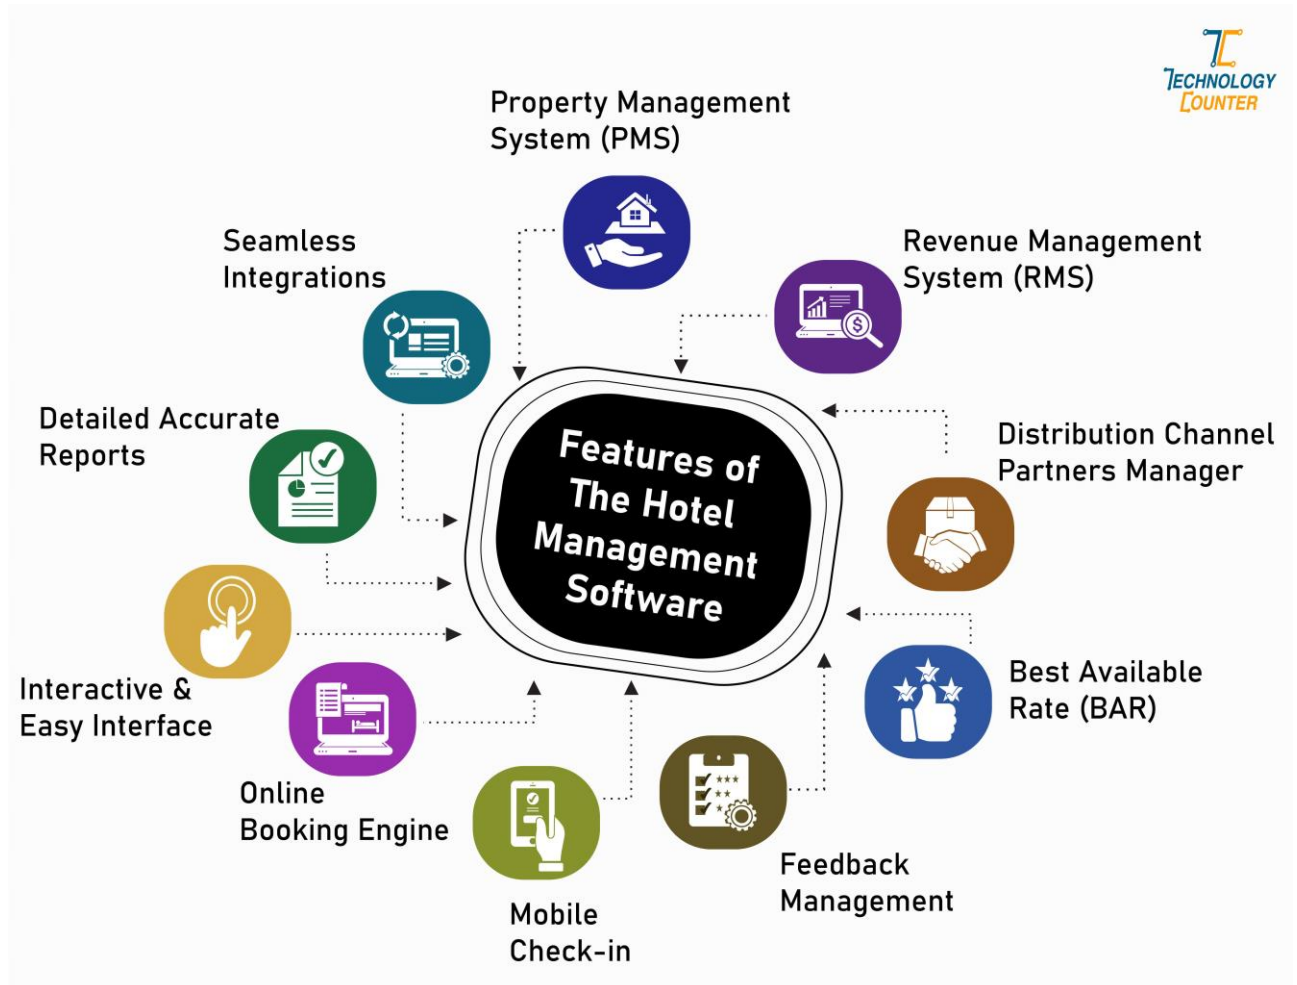 TECHNOLOGY
COUNTER
Property Management
System (PMS)
Seamless
Integrations
Revenue Management
System (RMS)
Detailed Accurate
Reports
Distribution Channel
Partners Manager
Features of
The Hotel
Management
Software
Interactive &
Easy Interface
Best Available
Rate (BAR)
Online
Booking Engine
Feedback
Management
Mobile
Check-in